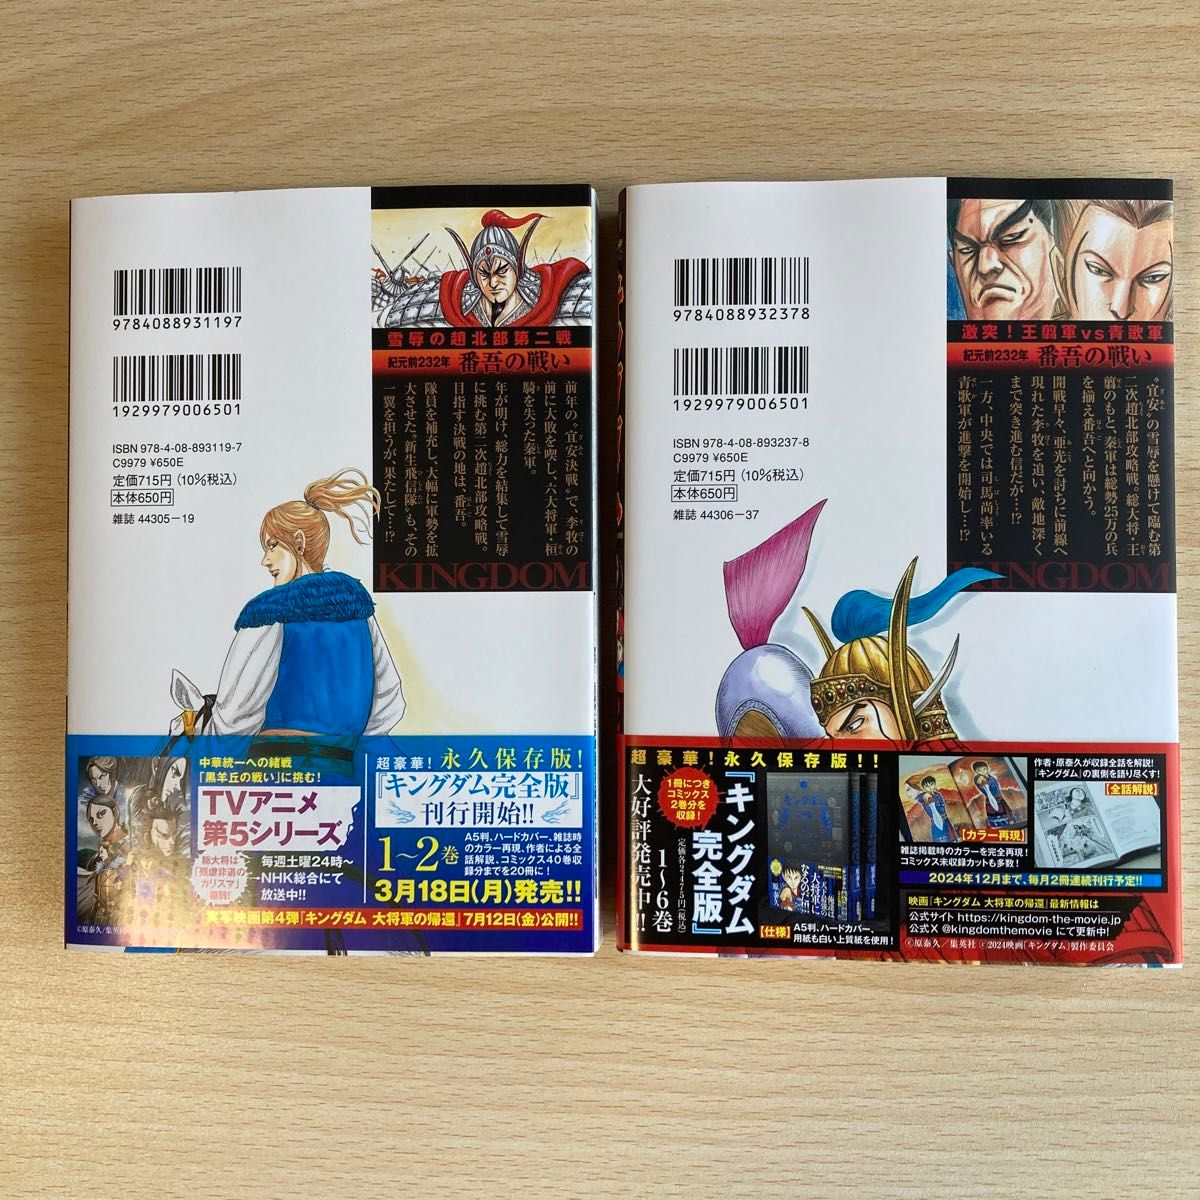 9784088931197
1929979006501
ISBN 978-4-08-893119-7
C9979 ¥650E
定価715円(10%税込)
本体650円
雑誌 44305-19
雪辱の趙北部第二戦
紀元前232年 番吾の戦い
前年の“宜安決戦”で、李牧の
前に大敗を喫し、六大将軍・桓
騎を失った秦軍。
年が明け、総力を結集して雪辱
に挑む第二次趙北部攻略戦。
目指す決戦の地は、番吾。
隊員を補充し、大幅に軍勢を拡
大させた“新生飛信隊”も、その
一翼を担うが、果たして…!?
KINGDOM
中華統一への緒戦
「黒羊丘の戦い」に挑む!
TVアニメ
第5シリーズ
総大将は
「残虐非道の
カリスマ」
桓騎!
毎週土曜24時〜
NHK総合にて
放送中!!
超豪華!永久保存版!
『キングダム完全版』
刊行開始!!
1〜2巻
A5判、ハードカバー、雑誌時
のカラー再現、作者による全
話解説、コミックス40巻収
録分までを20冊に!
3月18日(月)発売!!
実写映画第4弾『キングダム 大将軍の帰還』7月12日(金)公開!!
©原泰久/集英社
9784088932378
1929979006501
ISBN 978-4-08-893237-8
C9979 ¥650E
定価715円(10%税込)
本体650円
雑誌 44306-37
激突!王翦軍vs青歌軍
紀元前232年 番吾の戦い
“宜安”の雪辱を懸けて臨む第
二次趙北部攻略戦。総大将・王
翦のもと、秦軍は総勢25万の兵
を揃え番吾へと向かう。
開戦早々、亜光を討ちに前線へ
現れた李牧を追い、敵地深く
まで突き進む信だが…!?
一方、中央では司馬尚率いる
青歌軍が進撃を開始し…!?
KINGDOM
超豪華!永久保存版!!
『キングダム
完全版』
1冊につき
コミックス
2巻分を
収録!
1〜6巻
定価各2475円(税込)
大好評発売中!!
【仕様】
A5判、ハードカバー、
用紙も白い上質紙を使用!
【カラー再現】
雑誌掲載時のカラーを完全再現!
コミックス未収録カットも多数!
作者・原泰久が収録全話を解説!
『キングダム』の裏側を語り尽くす!
【全話解説】
2024年12月まで、毎月2冊連続刊行予定!!
映画『キングダム 大将軍の帰還』最新情報は
公式サイト https://kingdom-the-movie.jp
公式X @kingdomthemovie にて更新中!
©原泰久/集英社 ©2024映画「キングダム」製作委員会